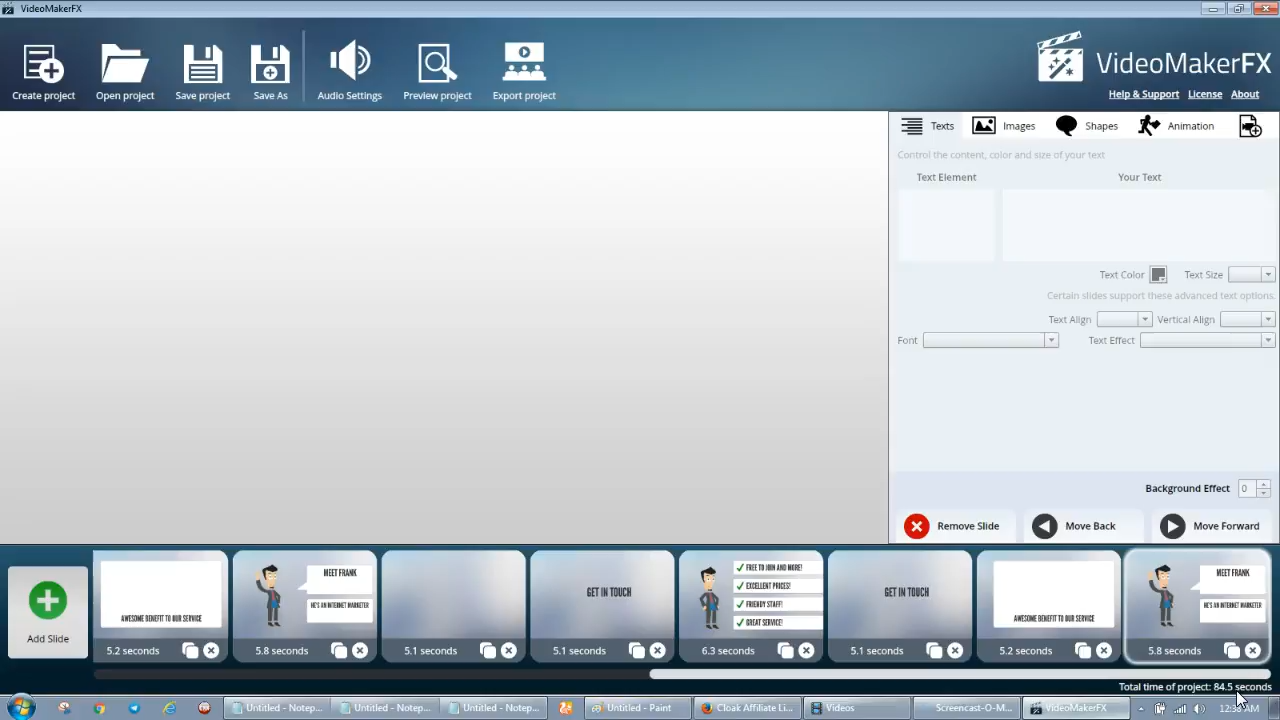 VideoMakerFX
Create project
Open project
Save project
Save As
Audio Settings
Preview project
Export project
VideoMakerFX
Help & Support
License
About
Texts
Images
Shapes
Animation
Control the content, color and size of your text
Text Element
Your Text
Text Color
Text Size
Certain slides support these advanced text options.
Text Align
Vertical Align
Font
Text Effect
Background Effect
0
Remove Slide
Move Back
Move Forward
Add Slide
AWESOME BENEFIT TO OUR SERVICE
5.2 seconds
MEET FRANK
HE'S AN INTERNET MARKETER
5.8 seconds
5.1 seconds
GET IN TOUCH
5.1 seconds
FREE TO JOIN AND MORE!
EXCELLENT PRICES!
FRIENDY STAFF!
GREAT SERVICE!
6.3 seconds
GET IN TOUCH
5.1 seconds
AWESOME BENEFIT TO OUR SERVICE
5.2 seconds
MEET FRANK
HE'S AN INTERNET MARKETER
5.8 seconds
Total time of project: 84.5 seconds
Untitled - Notep...
Untitled - Notep...
Untitled - Notep...
Untitled - Paint
Cloak Affiliate Li...
Videos
Screencast-O-M...
VideoMakerFX